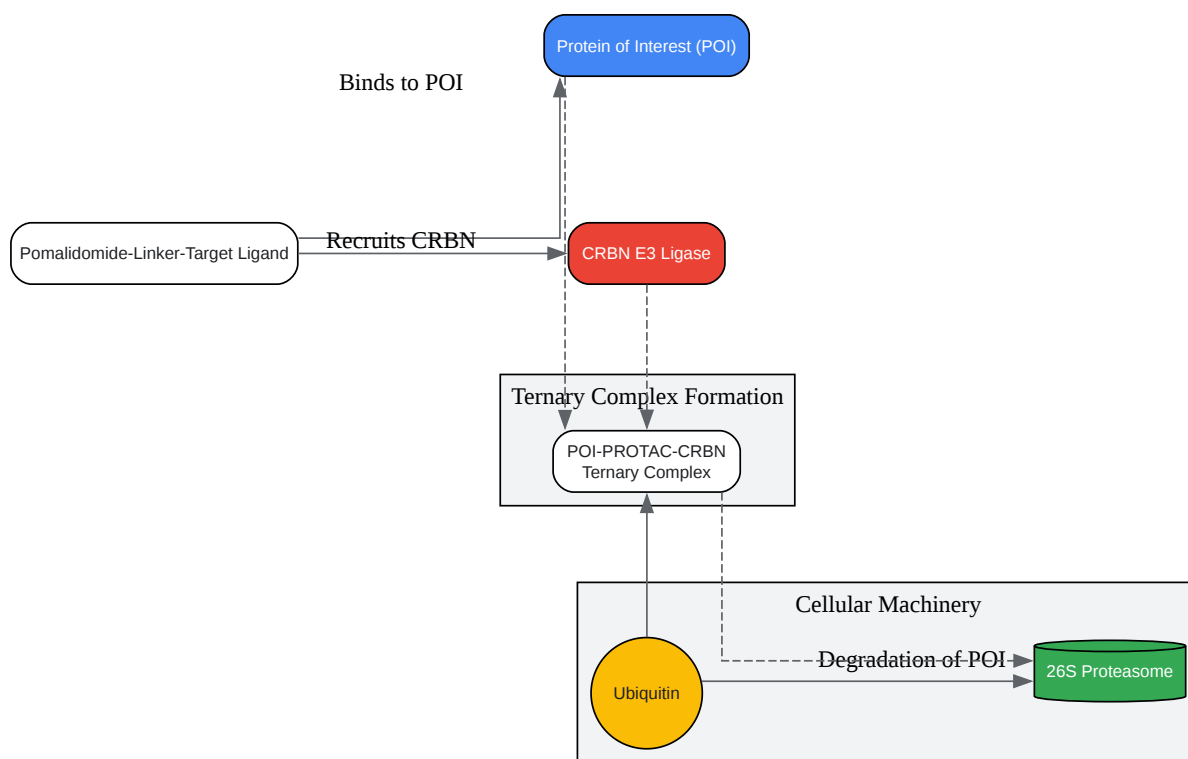 Protein of Interest (POI)
Binds to POI
Pomalidomide-Linker-Target Ligand
Recruits CRBN
CRBN E3 Ligase
Ternary Complex Formation
POI-PROTAC-CRBN
Ternary Complex
Cellular Machinery
Degradation of POI
26S Proteasome
Ubiquitin